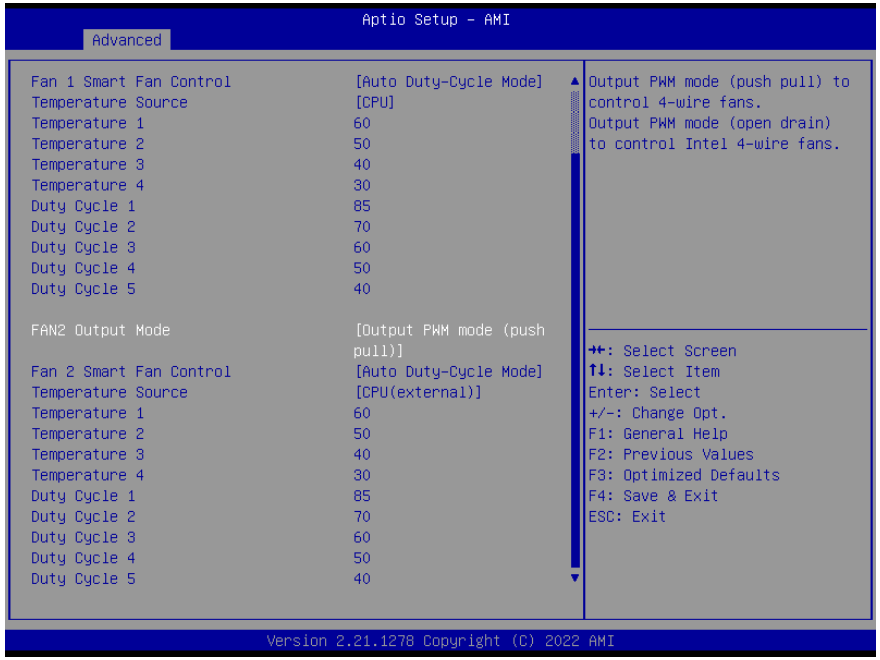 Aptio Setup – AMI
Advanced
Fan 1 Smart Fan Control [Auto Duty-Cycle Mode]
Temperature Source [CPU]
Temperature 1 60
Temperature 2 50
Temperature 3 40
Temperature 4 30
Duty Cycle 1 85
Duty Cycle 2 70
Duty Cycle 3 60
Duty Cycle 4 50
Duty Cycle 5 40
FAN2 Output Mode [Output PWM mode (push
pull)]
Fan 2 Smart Fan Control [Auto Duty-Cycle Mode]
Temperature Source [CPU(external)]
Temperature 1 60
Temperature 2 50
Temperature 3 40
Temperature 4 30
Duty Cycle 1 85
Duty Cycle 2 70
Duty Cycle 3 60
Duty Cycle 4 50
Duty Cycle 5 40
Output PWM mode (push pull) to
control 4-wire fans.
Output PWM mode (open drain)
to control Intel 4-wire fans.
→←: Select Screen
↑↓: Select Item
Enter: Select
+/-: Change Opt.
F1: General Help
F2: Previous Values
F3: Optimized Defaults
F4: Save & Exit
ESC: Exit
Version 2.21.1278 Copyright (C) 2022 AMI